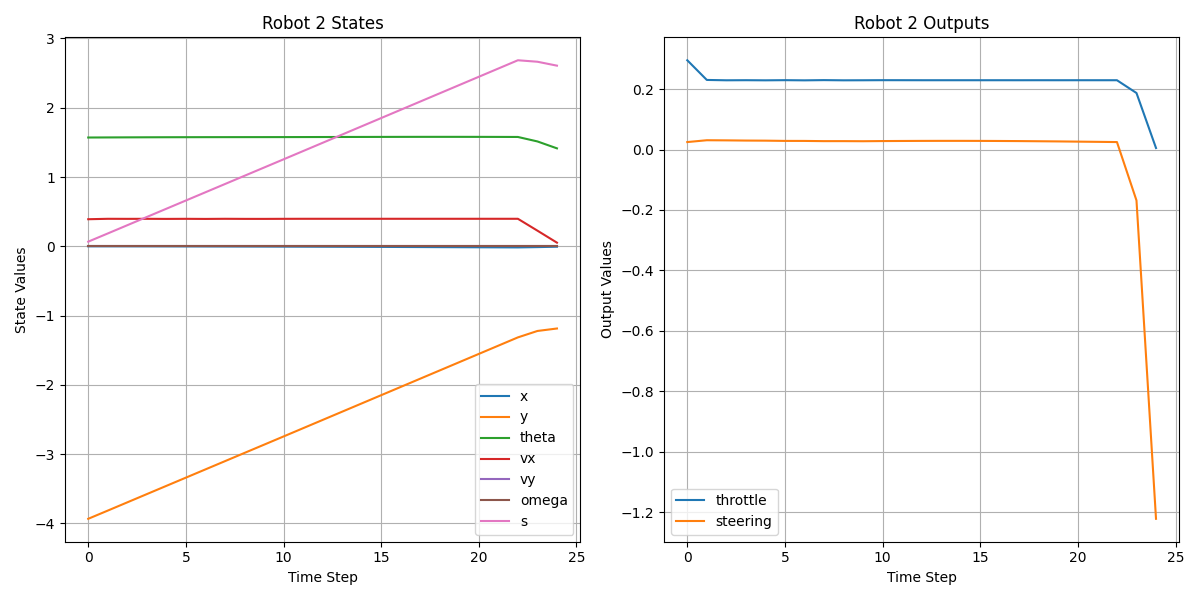 Robot 2 States
3
2
1
0
−1
−2
−3
−4
State Values
x
y
theta
vx
vy
omega
s
0 5 10 15 20 25
Time Step
Robot 2 Outputs
0.2
0.0
−0.2
−0.4
−0.6
−0.8
−1.0
−1.2
Output Values
throttle
steering
0 5 10 15 20 25
Time Step